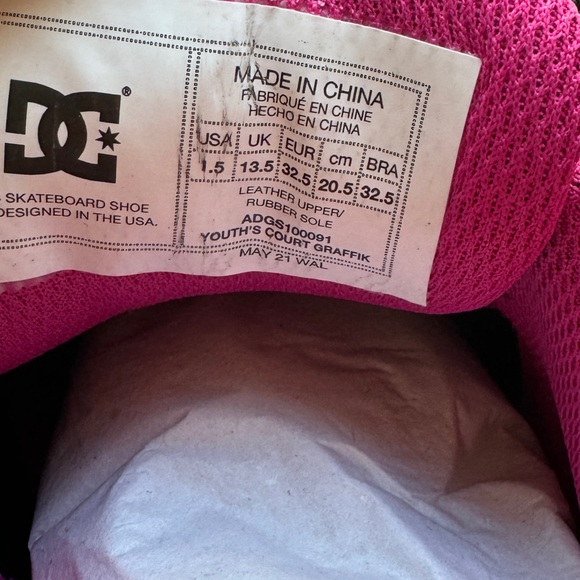 DC®
SKATEBOARD SHOE
DESIGNED IN THE USA.
MADE IN CHINA
FABRIQUÉ EN CHINE
HECHO EN CHINA
USA UK EUR cm BRA
1.5 13.5 32.5 20.5 32.5
LEATHER UPPER/
RUBBER SOLE
ADGS100091
YOUTH'S COURT GRAFFIK
MAY 21 WAL